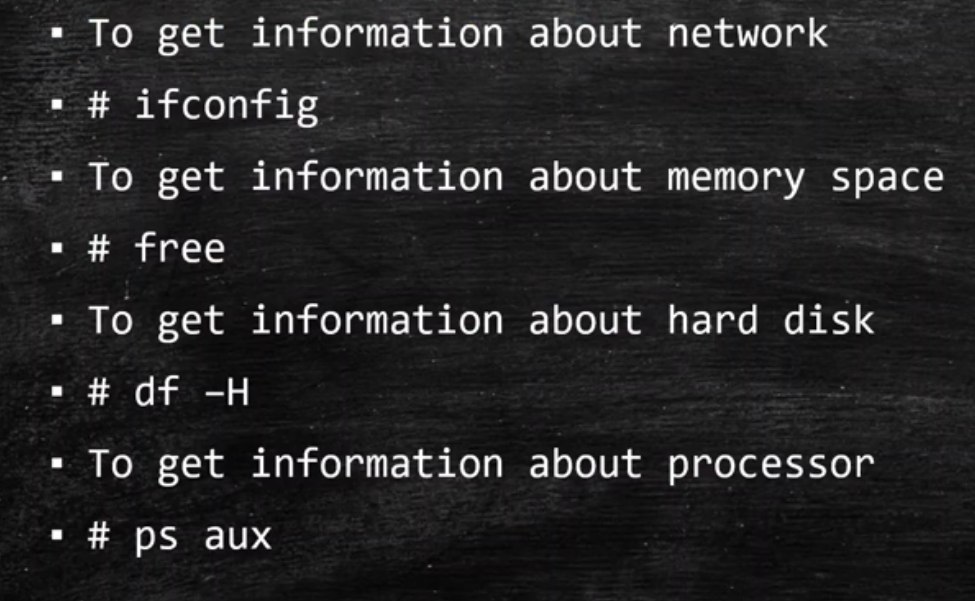 ▪ To get information about network
▪ # ifconfig
▪ To get information about memory space
▪ # free
▪ To get information about hard disk
▪ # df –H
▪ To get information about processor
▪ # ps aux